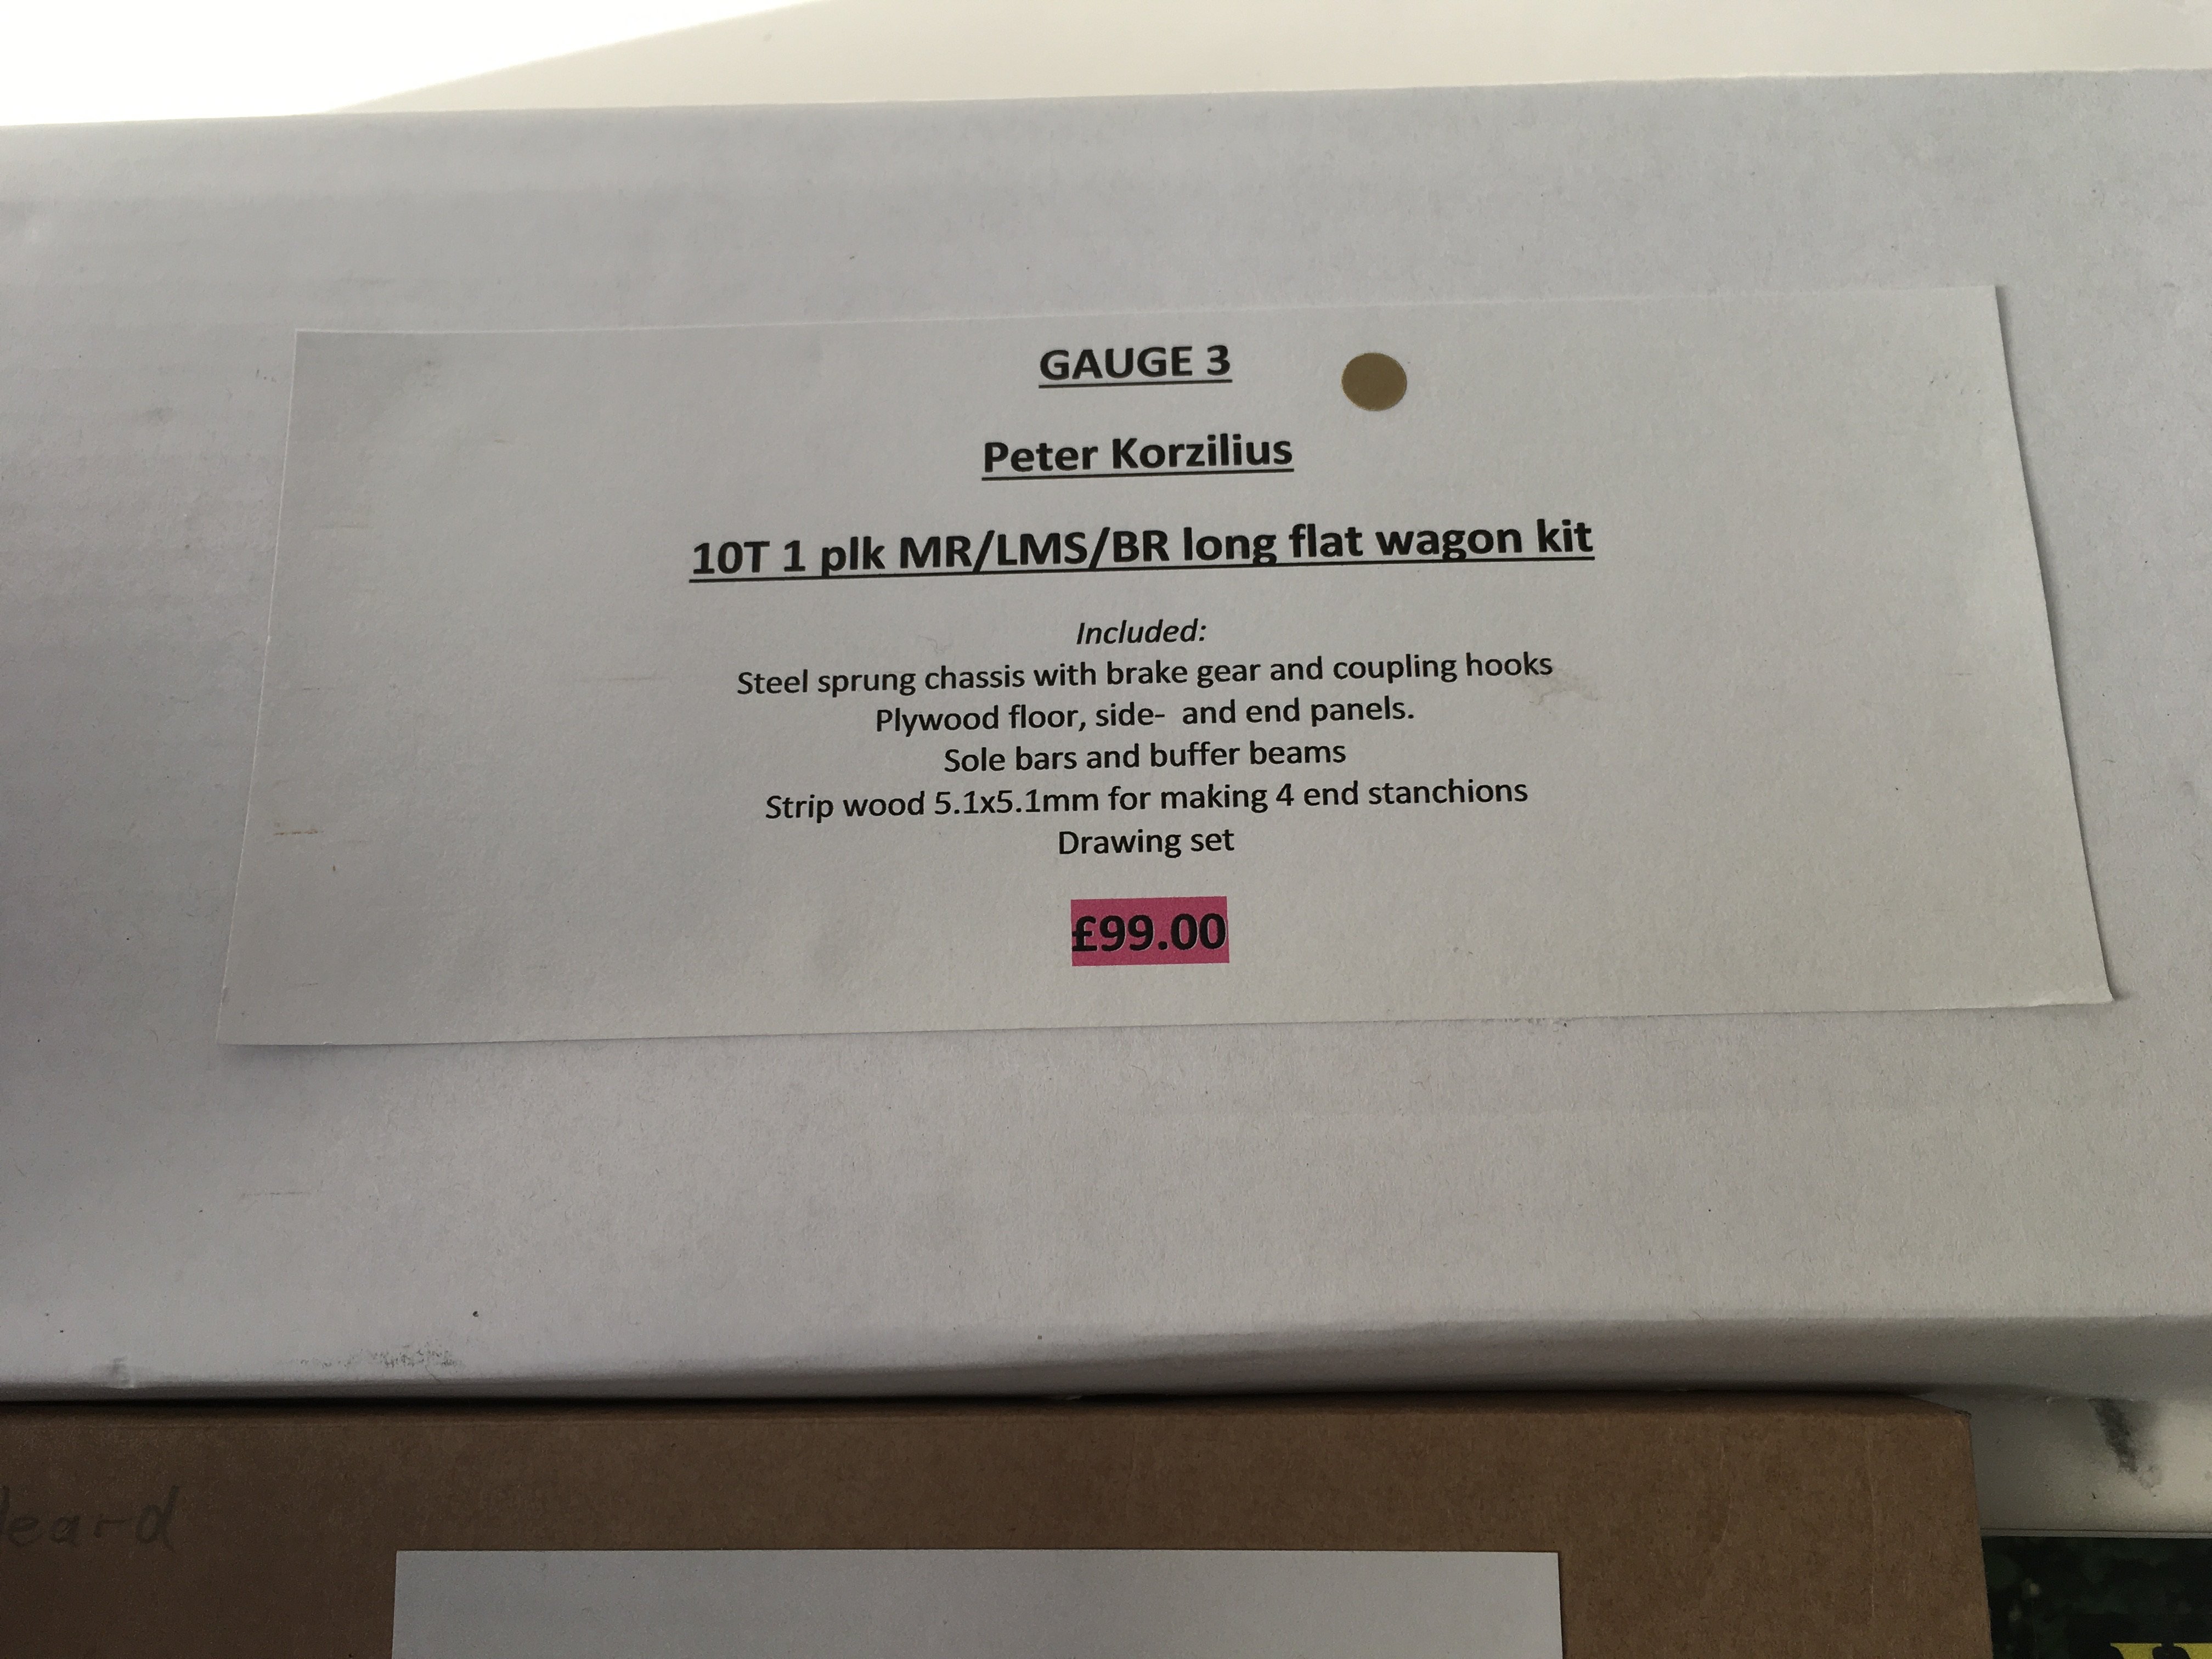 GAUGE 3
Peter Korzilius
10T 1 plk MR/LMS/BR long flat wagon kit
Included:
Steel sprung chassis with brake gear and coupling hooks
Plywood floor, side-  and end panels.
Sole bars and buffer beams
Strip wood 5.1x5.1mm for making 4 end stanchions
Drawing set
£99.00